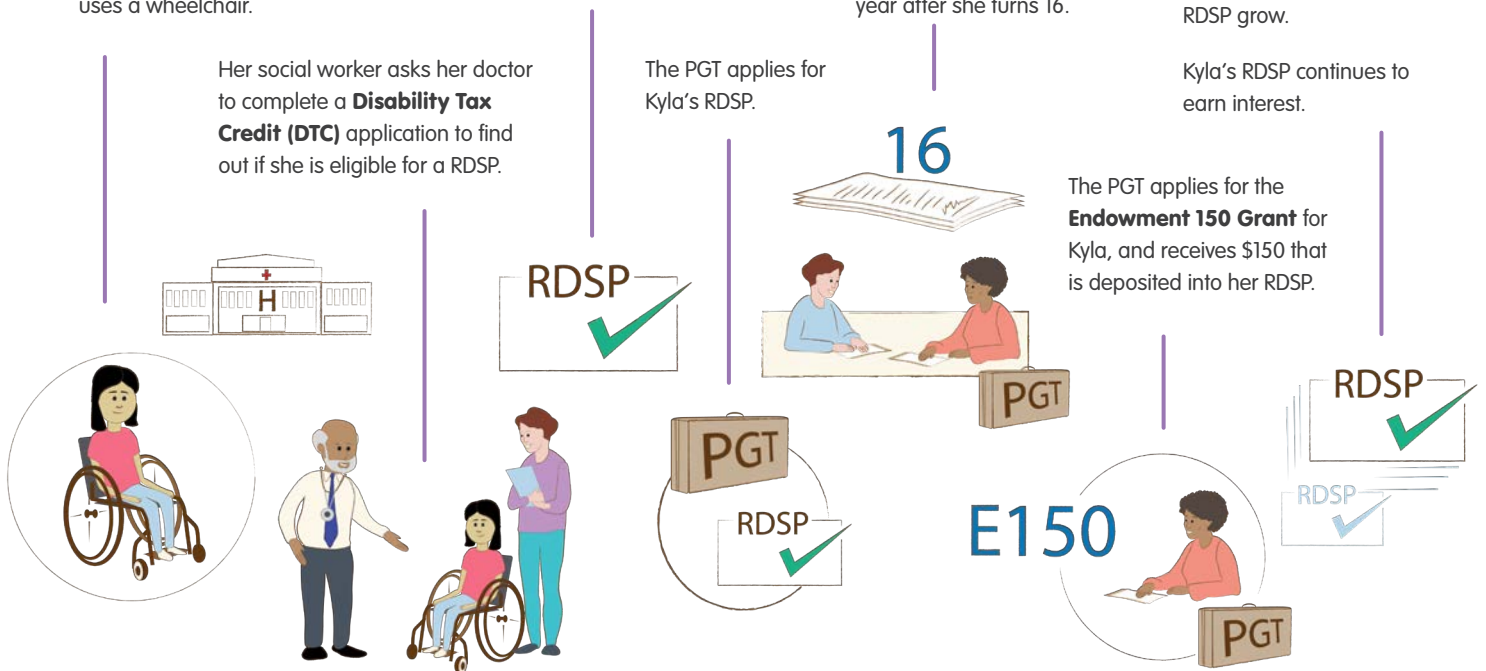 uses a wheelchair.
Her social worker asks her doctor
to complete a Disability Tax
Credit (DTC) application to find
out if she is eligible for a RDSP.
H
RDSP
The PGT applies for
Kyla's RDSP.
PGT
RDSP
year after she turns 16.
16
PGT
The PGT applies for the
Endowment 150 Grant for
Kyla, and receives $150 that
is deposited into her RDSP.
E150
PGT
RDSP grow.
Kyla's RDSP continues to
earn interest.
RDSP
RDSP